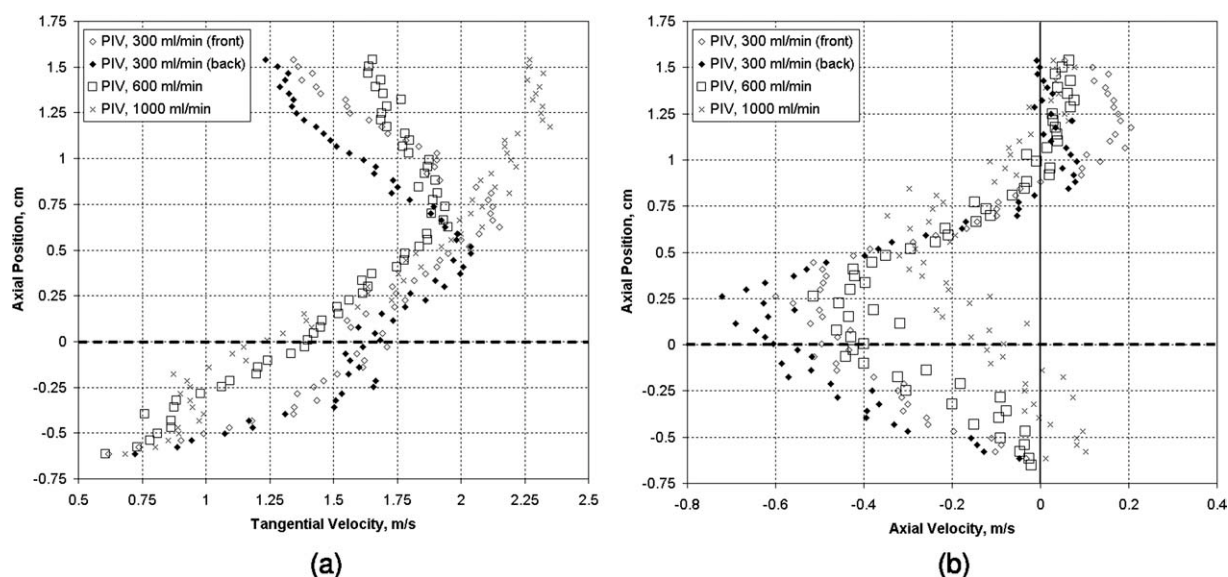 1.75
1.5
1.25
1
0.75
0.5
0.25
0
-0.25
-0.5
-0.75
Axial Position, cm
◇ PIV, 300 ml/min (front)
◆ PIV, 300 ml/min (back)
□ PIV, 600 ml/min
× PIV, 1000 ml/min
0.5 0.75 1 1.25 1.5 1.75 2 2.25 2.5
Tangential Velocity, m/s
(a)
1.75
1.5
1.25
1
0.75
0.5
0.25
0
-0.25
-0.5
-0.75
Axial Position, cm
◇ PIV, 300 ml/min (front)
◆ PIV, 300 ml/min (back)
□ PIV, 600 ml/min
× PIV, 1000 ml/min
-0.8 -0.6 -0.4 -0.2 0 0.2 0.4
Axial Velocity, m/s
(b)